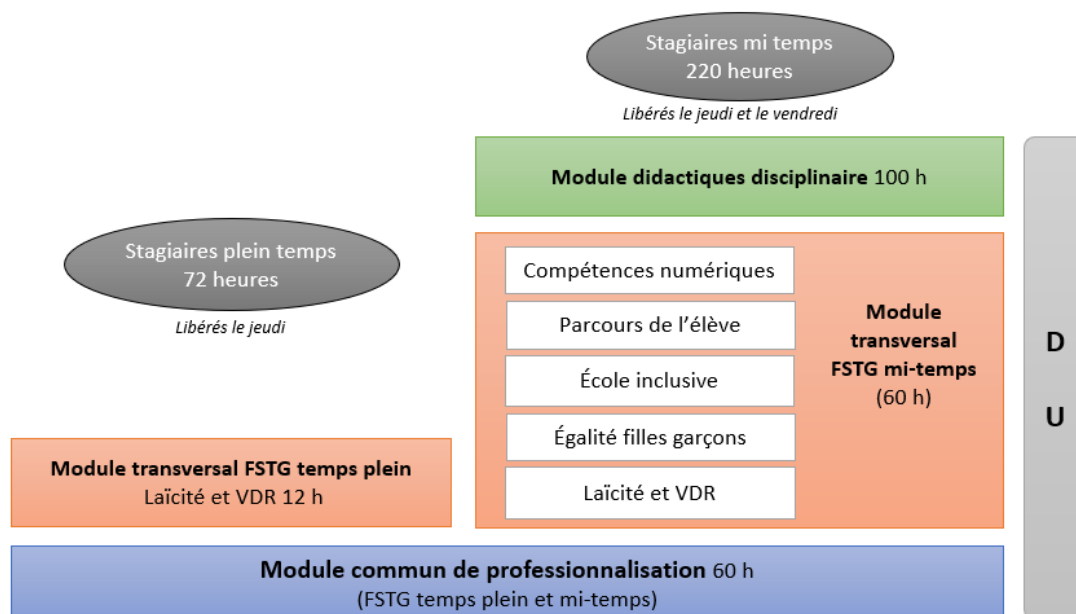 Stagiaires mi temps
220 heures
Libérés le jeudi et le vendredi
Module didactiques disciplinaire 100 h
Stagiaires plein temps
72 heures
Libérés le jeudi
Compétences numériques
Parcours de l’élève
École inclusive
Égalité filles garçons
Laïcité et VDR
Module
transversal
FSTG mi-temps
(60 h)
D
U
Module transversal FSTG temps plein
Laïcité et VDR 12 h
Module commun de professionnalisation 60 h
(FSTG temps plein et mi-temps)